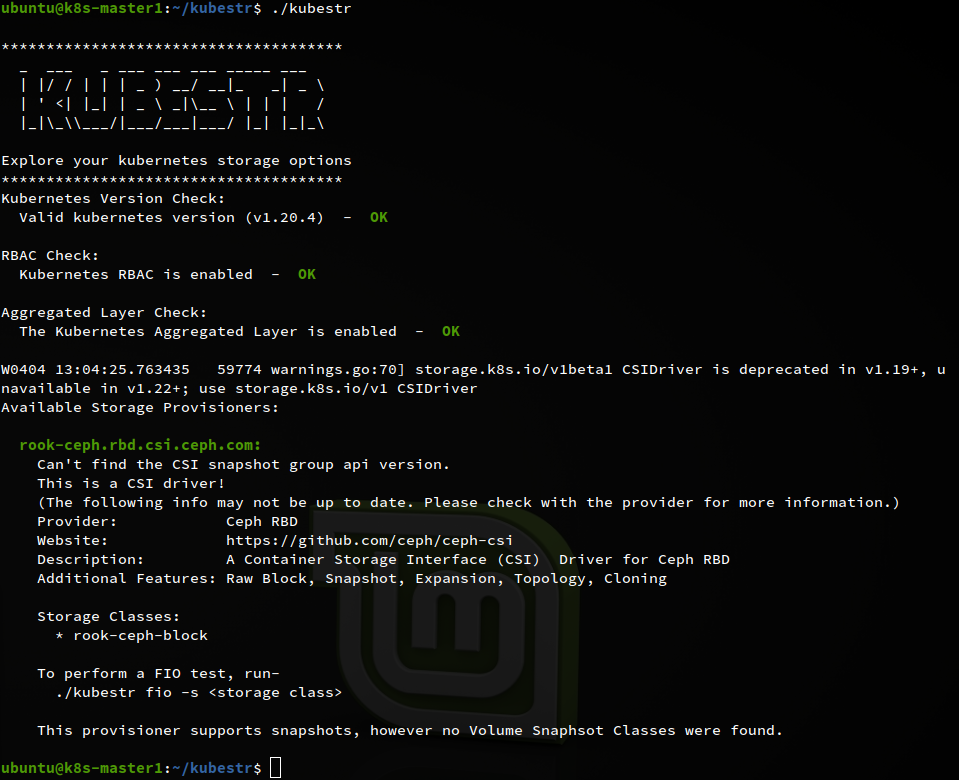 ubuntu@k8s-master1:~/kubestr$ ./kubestr
**************************************
  _  ___   _ ___ ___ ___ _____ ___
  | |/ / | | | _ ) __/ __|_   _| _ \
  | ' <| |_| | _ \ _|\__ \ | | |   /
  |_|\_\\___/|___/___|___/ |_| |_|_\
Explore your kubernetes storage options
**************************************
Kubernetes Version Check:
  Valid kubernetes version (v1.20.4)  -  OK
RBAC Check:
  Kubernetes RBAC is enabled  -  OK
Aggregated Layer Check:
  The Kubernetes Aggregated Layer is enabled  -  OK
W0404 13:04:25.763435   59774 warnings.go:70] storage.k8s.io/v1beta1 CSIDriver is deprecated in v1.19+, u
navailable in v1.22+; use storage.k8s.io/v1 CSIDriver
Available Storage Provisioners:
  rook-ceph.rbd.csi.ceph.com:
    Can't find the CSI snapshot group api version.
    This is a CSI driver!
    (The following info may not be up to date. Please check with the provider for more information.)
    Provider:            Ceph RBD
    Website:             https://github.com/ceph/ceph-csi
    Description:         A Container Storage Interface (CSI)  Driver for Ceph RBD
    Additional Features: Raw Block, Snapshot, Expansion, Topology, Cloning
    Storage Classes:
      * rook-ceph-block
    To perform a FIO test, run-
      ./kubestr fio -s <storage class>
    This provisioner supports snapshots, however no Volume Snaphsot Classes were found.
ubuntu@k8s-master1:~/kubestr$